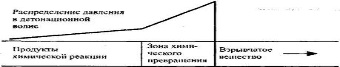 Распределение давления
в детонационной
волне
Продукты
химической реакции
Зона хими-
ческого
превращения
Взрывчатое
вещество